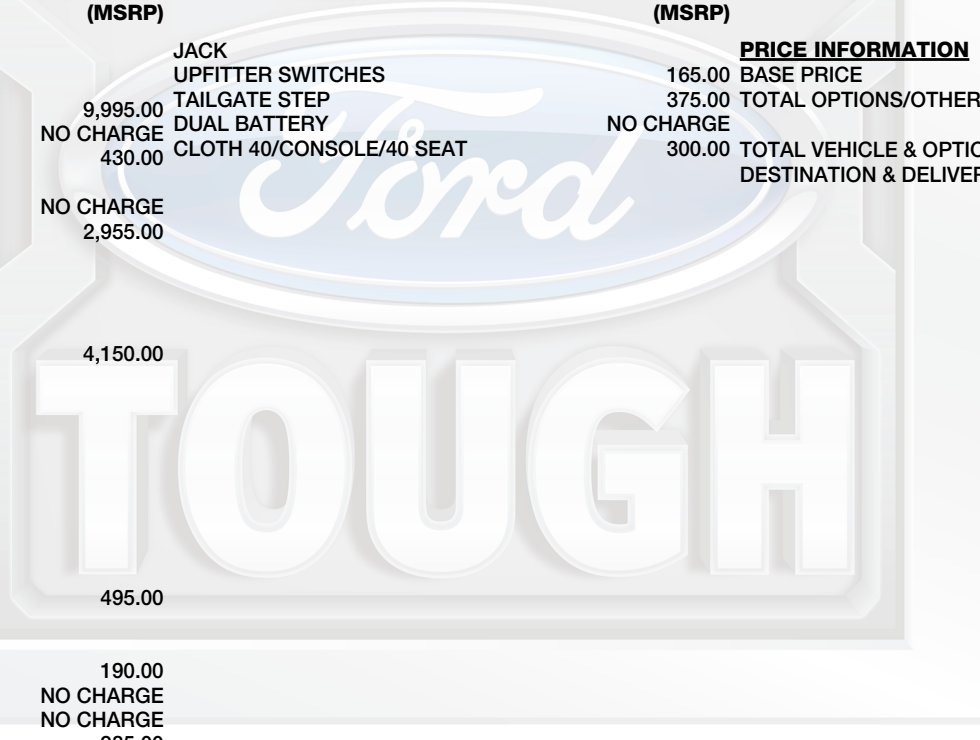 (MSRP) (MSRP)
JACK PRICE INFORMATION
UPFITTER SWITCHES 165.00 BASE PRICE
9,995.00 TAILGATE STEP 375.00 TOTAL OPTIONS/OTHER
NO CHARGE DUAL BATTERY NO CHARGE
430.00 CLOTH 40/CONSOLE/40 SEAT 300.00 TOTAL VEHICLE & OPTIO
DESTINATION & DELIVER
NO CHARGE
2,955.00
Ford
4,150.00
TOUGH
495.00
190.00
NO CHARGE
NO CHARGE